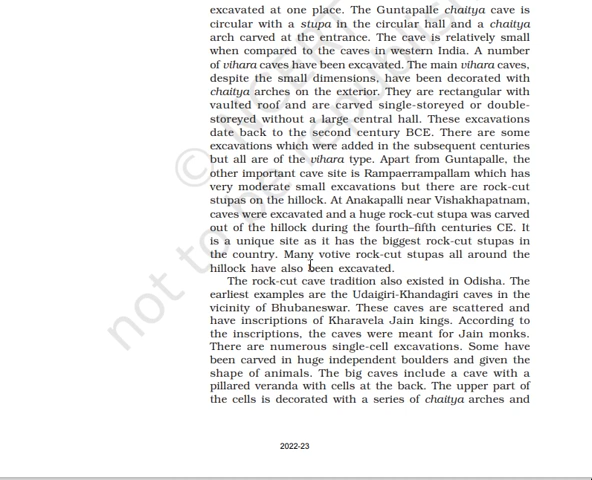 excavated at one place. The Guntapalle chaitya cave is
circular with a stupa in the circular hall and a chaitya
arch carved at the entrance. The cave is relatively small
when compared to the caves in western India. A number
of vihara caves have been excavated. The main vihara caves,
despite the small dimensions, have been decorated with
chaitya arches on the exterior. They are rectangular with
vaulted roof and are carved single-storeyed or double-
storeyed without a large central hall. These excavations
date back to the second century BCE. There are some
excavations which were added in the subsequent centuries
but all are of the vihara type. Apart from Guntapalle, the
other important cave site is Rampaerrampallam which has
very moderate small excavations but there are rock-cut
stupas on the hillock. At Anakapalli near Vishakhapatnam,
caves were excavated and a huge rock-cut stupa was carved
out of the hillock during the fourth–fifth centuries CE. It
is a unique site as it has the biggest rock-cut stupas in
the country. Many votive rock-cut stupas all around the
hillock have also been excavated.
The rock-cut cave tradition also existed in Odisha. The
earliest examples are the Udaigiri-Khandagiri caves in the
vicinity of Bhubaneswar. These caves are scattered and
have inscriptions of Kharavela Jain kings. According to
the inscriptions, the caves were meant for Jain monks.
There are numerous single-cell excavations. Some have
been carved in huge independent boulders and given the
shape of animals. The big caves include a cave with a
pillared veranda with cells at the back. The upper part of
the cells is decorated with a series of chaitya arches and
2022-23
© NCERT
not to be republis